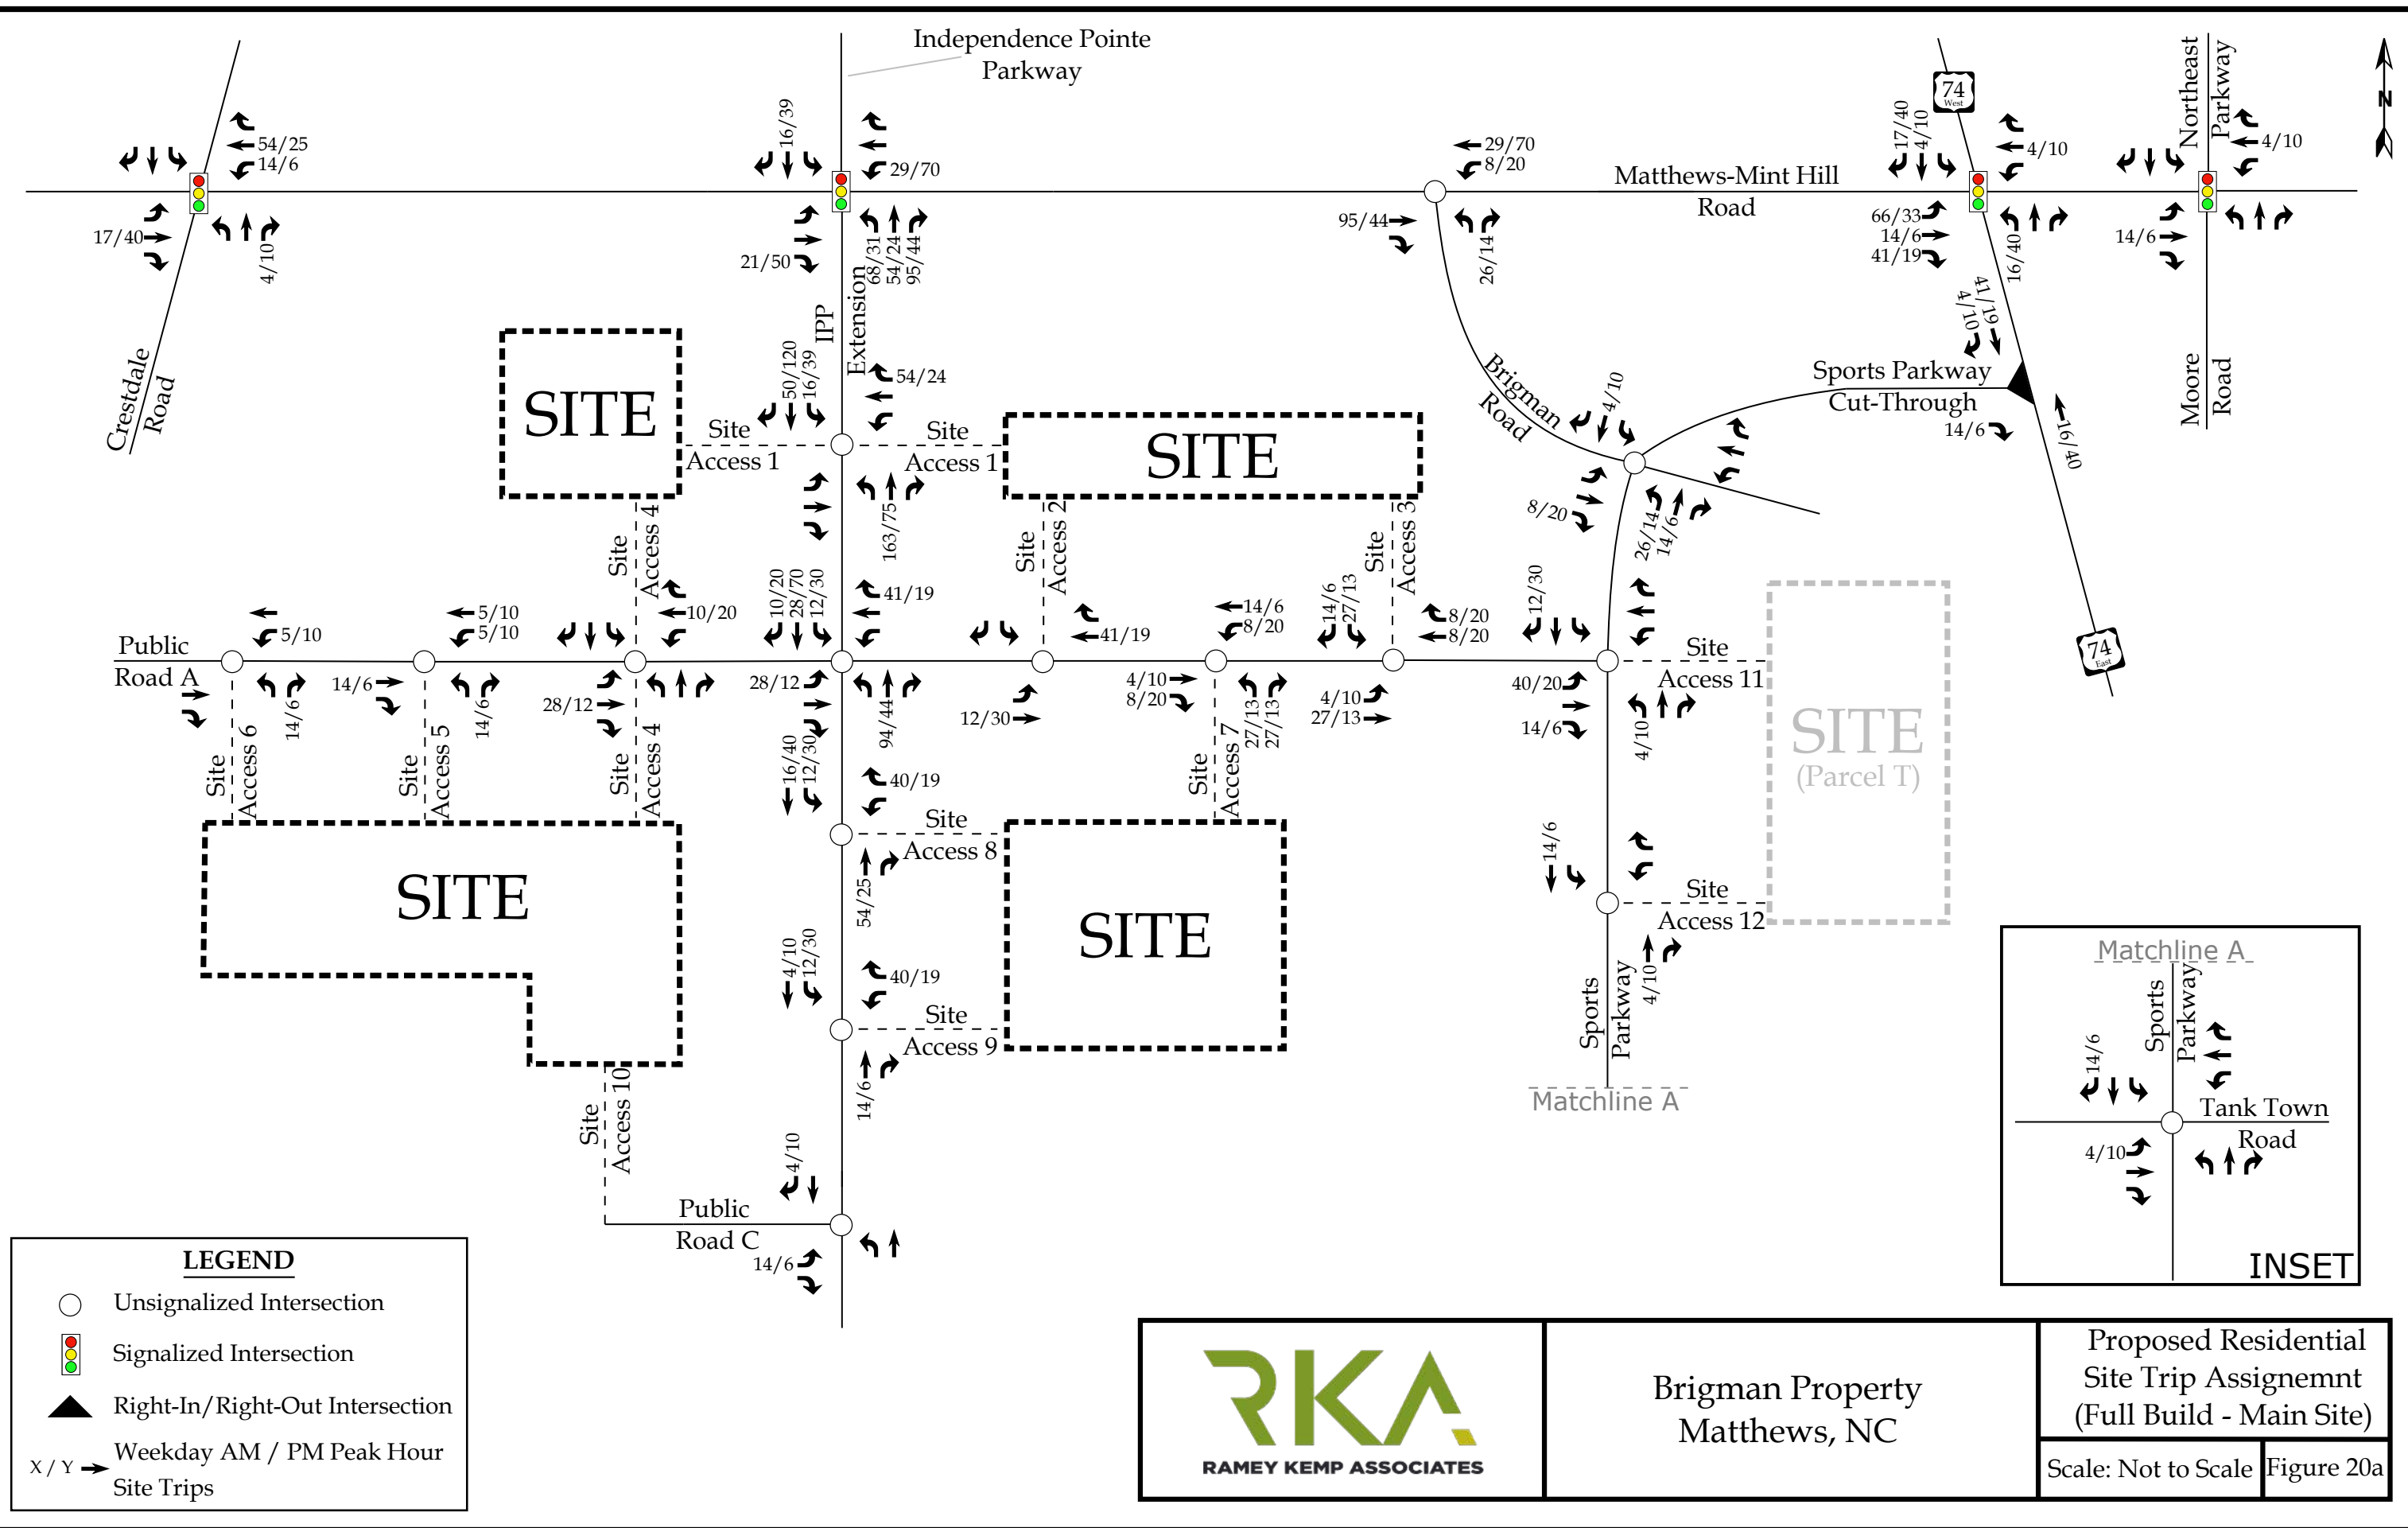 Independence Pointe
Parkway
74
West
Northeast
Parkway
N
16/39
54/25
14/6
29/70
29/70
8/20
Matthews-Mint Hill
Road
17/40
4/10
4/10
4/10
17/40
4/10
21/50
68/31
54/24
95/44
95/44
26/14
66/33
14/6
41/19
16/40
14/6
41/19
4/10
Crestdale
Road
IPP
Extension
50/120
16/39
54/24
SITE
Site
Access 1
Site
Access 1
SITE
Brigman
Road
4/10
Sports Parkway
Cut-Through
14/6
16/40
Moore
Road
163/75
8/20
26/14
14/6
Site
Access 4
Site
Access 2
Site
Access 3
Public
Road A
5/10
5/10
5/10
10/20
10/20
28/70
12/30
41/19
41/19
14/6
8/20
14/6
27/13
8/20
8/20
12/30
Site
Access 11
14/6
14/6
14/6
28/12
28/12
94/44
12/30
4/10
8/20
27/13
27/13
4/10
27/13
40/20
14/6
4/10
74
East
SITE
(Parcel T)
Site
Access 6
Site
Access 5
Site
Access 4
16/40
12/30
40/19
Site
Access 7
Site
Access 8
54/25
14/6
Site
Access 12
4/10
SITE
SITE
4/10
12/30
40/19
Site
Access 9
14/6
Sports
Parkway
Matchline A
Site
Access 10
4/10
Public
Road C
14/6
Matchline A
Sports
Parkway
14/6
Tank Town
Road
4/10
INSET
LEGEND
Unsignalized Intersection
Signalized Intersection
Right-In/Right-Out Intersection
X / Y
Weekday AM / PM Peak Hour
Site Trips
RKA
RAMEY KEMP ASSOCIATES
Brigman Property
Matthews, NC
Proposed Residential
Site Trip Assignemnt
(Full Build - Main Site)
Scale: Not to Scale
Figure 20a